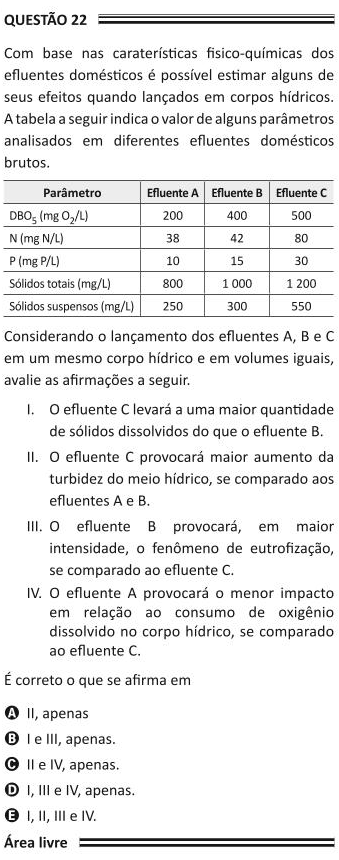 QUESTÃO 22
Com base nas caraterísticas físico-químicas dos
efluentes domésticos é possível estimar alguns de
seus efeitos quando lançados em corpos hídricos.
A tabela a seguir indica o valor de alguns parâmetros
analisados em diferentes efluentes domésticos
brutos.
Parâmetro Efluente A Efluente B Efluente C
DBO₅ (mg O₂/L) 200 400 500
N (mg N/L) 38 42 80
P (mg P/L) 10 15 30
Sólidos totais (mg/L) 800 1 000 1 200
Sólidos suspensos (mg/L) 250 300 550
Considerando o lançamento dos efluentes A, B e C
em um mesmo corpo hídrico e em volumes iguais,
avalie as afirmações a seguir.
I. O efluente C levará a uma maior quantidade
de sólidos dissolvidos do que o efluente B.
II. O efluente C provocará maior aumento da
turbidez do meio hídrico, se comparado aos
efluentes A e B.
III. O efluente B provocará, em maior
intensidade, o fenômeno de eutrofização,
se comparado ao efluente C.
IV. O efluente A provocará o menor impacto
em relação ao consumo de oxigênio
dissolvido no corpo hídrico, se comparado
ao efluente C.
É correto o que se afirma em
A II, apenas
B I e III, apenas.
C II e IV, apenas.
D I, III e IV, apenas.
E I, II, III e IV.
Área livre